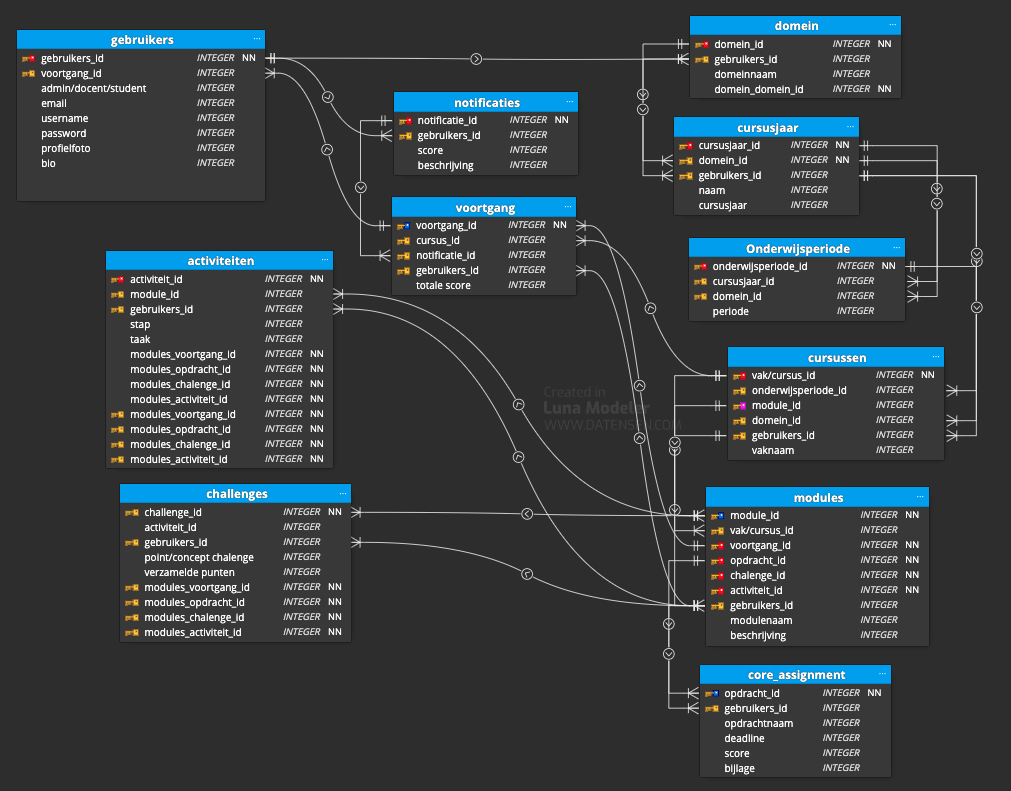 gebruikers ...
gebruikers_id INTEGER NN
voortgang_id INTEGER
admin/docent/student INTEGER
email INTEGER
username INTEGER
password INTEGER
profielfoto INTEGER
bio INTEGER
domein ...
domein_id INTEGER NN
gebruikers_id INTEGER
domeinnaam INTEGER
domein_domein_id INTEGER NN
notificaties ...
notificatie_id INTEGER NN
gebruikers_id INTEGER
score INTEGER
beschrijving INTEGER
cursusjaar ...
cursusjaar_id INTEGER NN
domein_id INTEGER NN
gebruikers_id INTEGER
naam INTEGER
cursusjaar INTEGER
voortgang ...
voortgang_id INTEGER NN
cursus_id INTEGER
notificatie_id INTEGER
gebruikers_id INTEGER
totale score INTEGER
Onderwijsperiode ...
onderwijsperiode_id INTEGER NN
cursusjaar_id INTEGER
domein_id INTEGER
periode INTEGER
activiteiten ...
activiteit_id INTEGER NN
module_id INTEGER
gebruikers_id INTEGER
stap INTEGER
taak INTEGER
modules_voortgang_id INTEGER NN
modules_opdracht_id INTEGER NN
modules_chalenge_id INTEGER NN
modules_activiteit_id INTEGER NN
modules_voortgang_id INTEGER NN
modules_opdracht_id INTEGER NN
modules_chalenge_id INTEGER NN
modules_activiteit_id INTEGER NN
cursussen ...
vak/cursus_id INTEGER NN
onderwijsperiode_id INTEGER
module_id INTEGER
domein_id INTEGER
gebruikers_id INTEGER
vaknaam INTEGER
Created in
Luna Modeler
WWW.DATENSEN.COM
challenges ...
challenge_id INTEGER NN
activiteit_id INTEGER
gebruikers_id INTEGER
point/concept chalenge INTEGER
verzamelde punten INTEGER
modules_voortgang_id INTEGER NN
modules_opdracht_id INTEGER NN
modules_chalenge_id INTEGER NN
modules_activiteit_id INTEGER NN
modules ...
module_id INTEGER NN
vak/cursus_id INTEGER
voortgang_id INTEGER NN
opdracht_id INTEGER NN
chalenge_id INTEGER NN
activiteit_id INTEGER NN
gebruikers_id INTEGER
modulenaam INTEGER
beschrijving INTEGER
core_assignment ...
opdracht_id INTEGER NN
gebruikers_id INTEGER
opdrachtnaam INTEGER
deadline INTEGER
score INTEGER
bijlage INTEGER